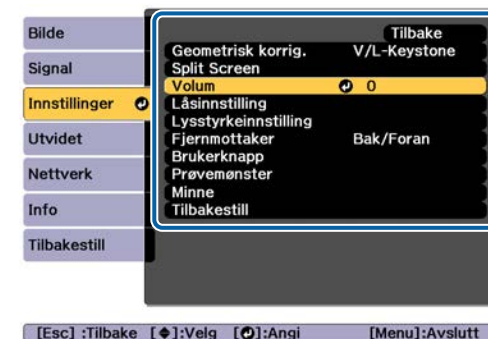 Bilde
Signal
Innstillinger
Utvidet
Nettverk
Info
Tilbakestill
Tilbake
Geometrisk korrig. V/L-Keystone
Split Screen
Volum 0
Låsinnstilling
Lysstyrkeinnstilling
Fjernmottaker Bak/Foran
Brukerknapp
Prøvemønster
Minne
Tilbakestill
[Esc] :Tilbake [◆]:Velg [↵]:Angi [Menu]:Avslutt